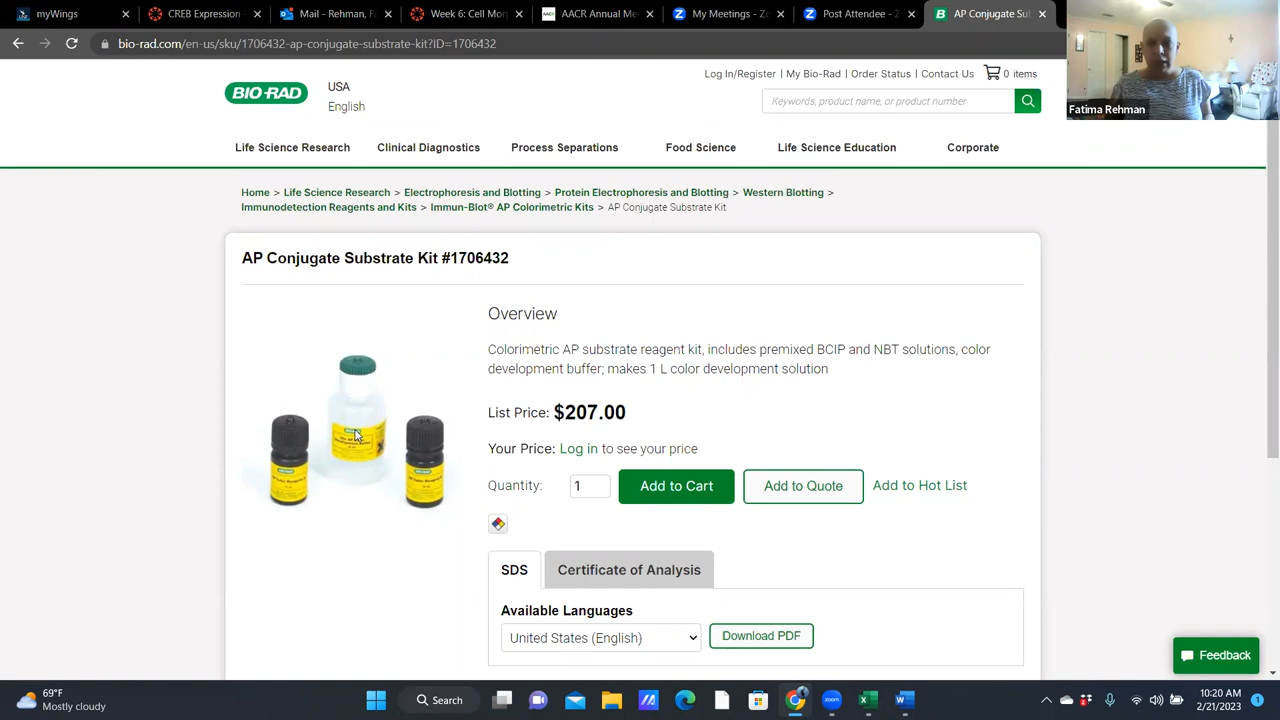 myWings
CREB Expression -
Mail - Rehman, Fa
Week 6: Cell Morp
AACR Annual Me
My Meetings - Zo
Post Attendee - Zo
AP Conjugate Sub
bio-rad.com/en-us/sku/1706432-ap-conjugate-substrate-kit?ID=1706432
Fatima Rehman
BIO-RAD
USA
English
Log In/Register | My Bio-Rad | Order Status | Contact Us 0 items
Keywords, product name, or product number
Life Science Research Clinical Diagnostics Process Separations Food Science Life Science Education Corporate
Home > Life Science Research > Electrophoresis and Blotting > Protein Electrophoresis and Blotting > Western Blotting >
Immunodetection Reagents and Kits > Immun-Blot® AP Colorimetric Kits > AP Conjugate Substrate Kit
AP Conjugate Substrate Kit #1706432
Overview
Colorimetric AP substrate reagent kit, includes premixed BCIP and NBT solutions, color
development buffer; makes 1 L color development solution
List Price: $207.00
Your Price: Log in to see your price
Quantity: 1 Add to Cart Add to Quote Add to Hot List
SDS Certificate of Analysis
Available Languages
United States (English) Download PDF
Feedback
69°F
Mostly cloudy
Search
zoom
10:20 AM
2/21/2023
1